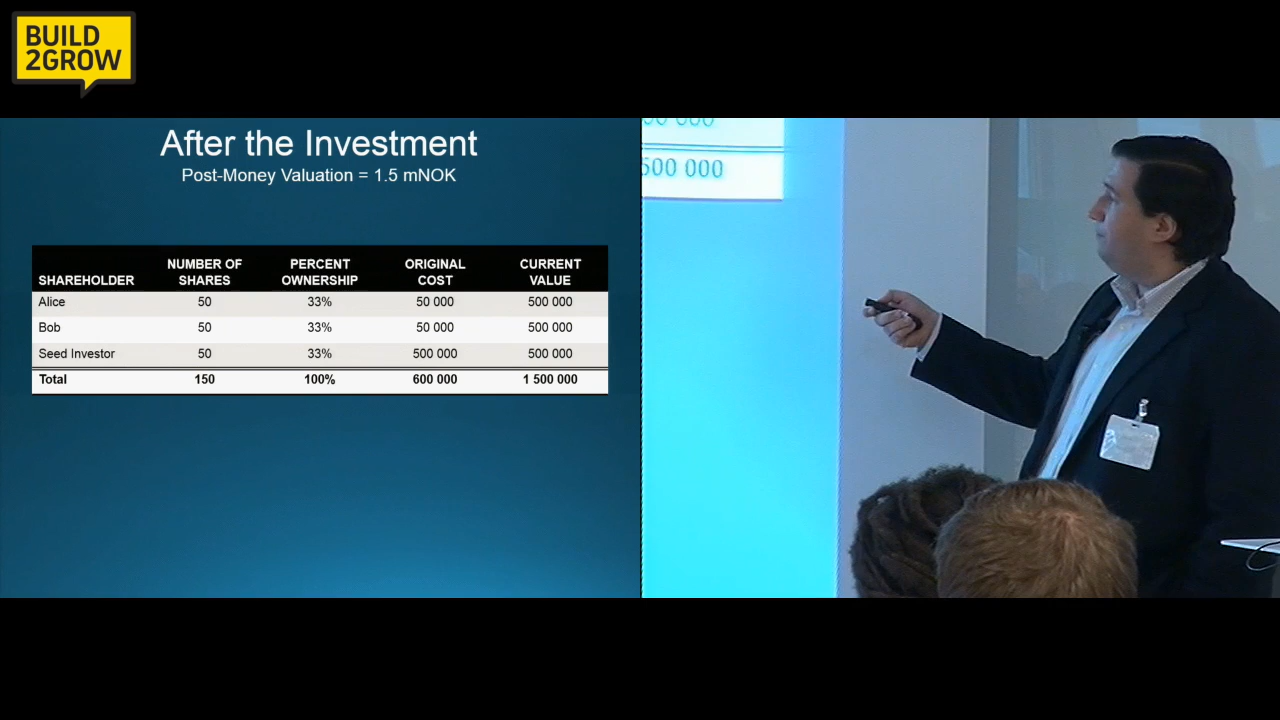 BUILD
2GROW
After the Investment
Post-Money Valuation = 1.5 mNOK
SHAREHOLDER NUMBER OF SHARES PERCENT OWNERSHIP ORIGINAL COST CURRENT VALUE
Alice 50 33% 50 000 500 000
Bob 50 33% 50 000 500 000
Seed Investor 50 33% 500 000 500 000
Total 150 100% 600 000 1 500 000
500 000